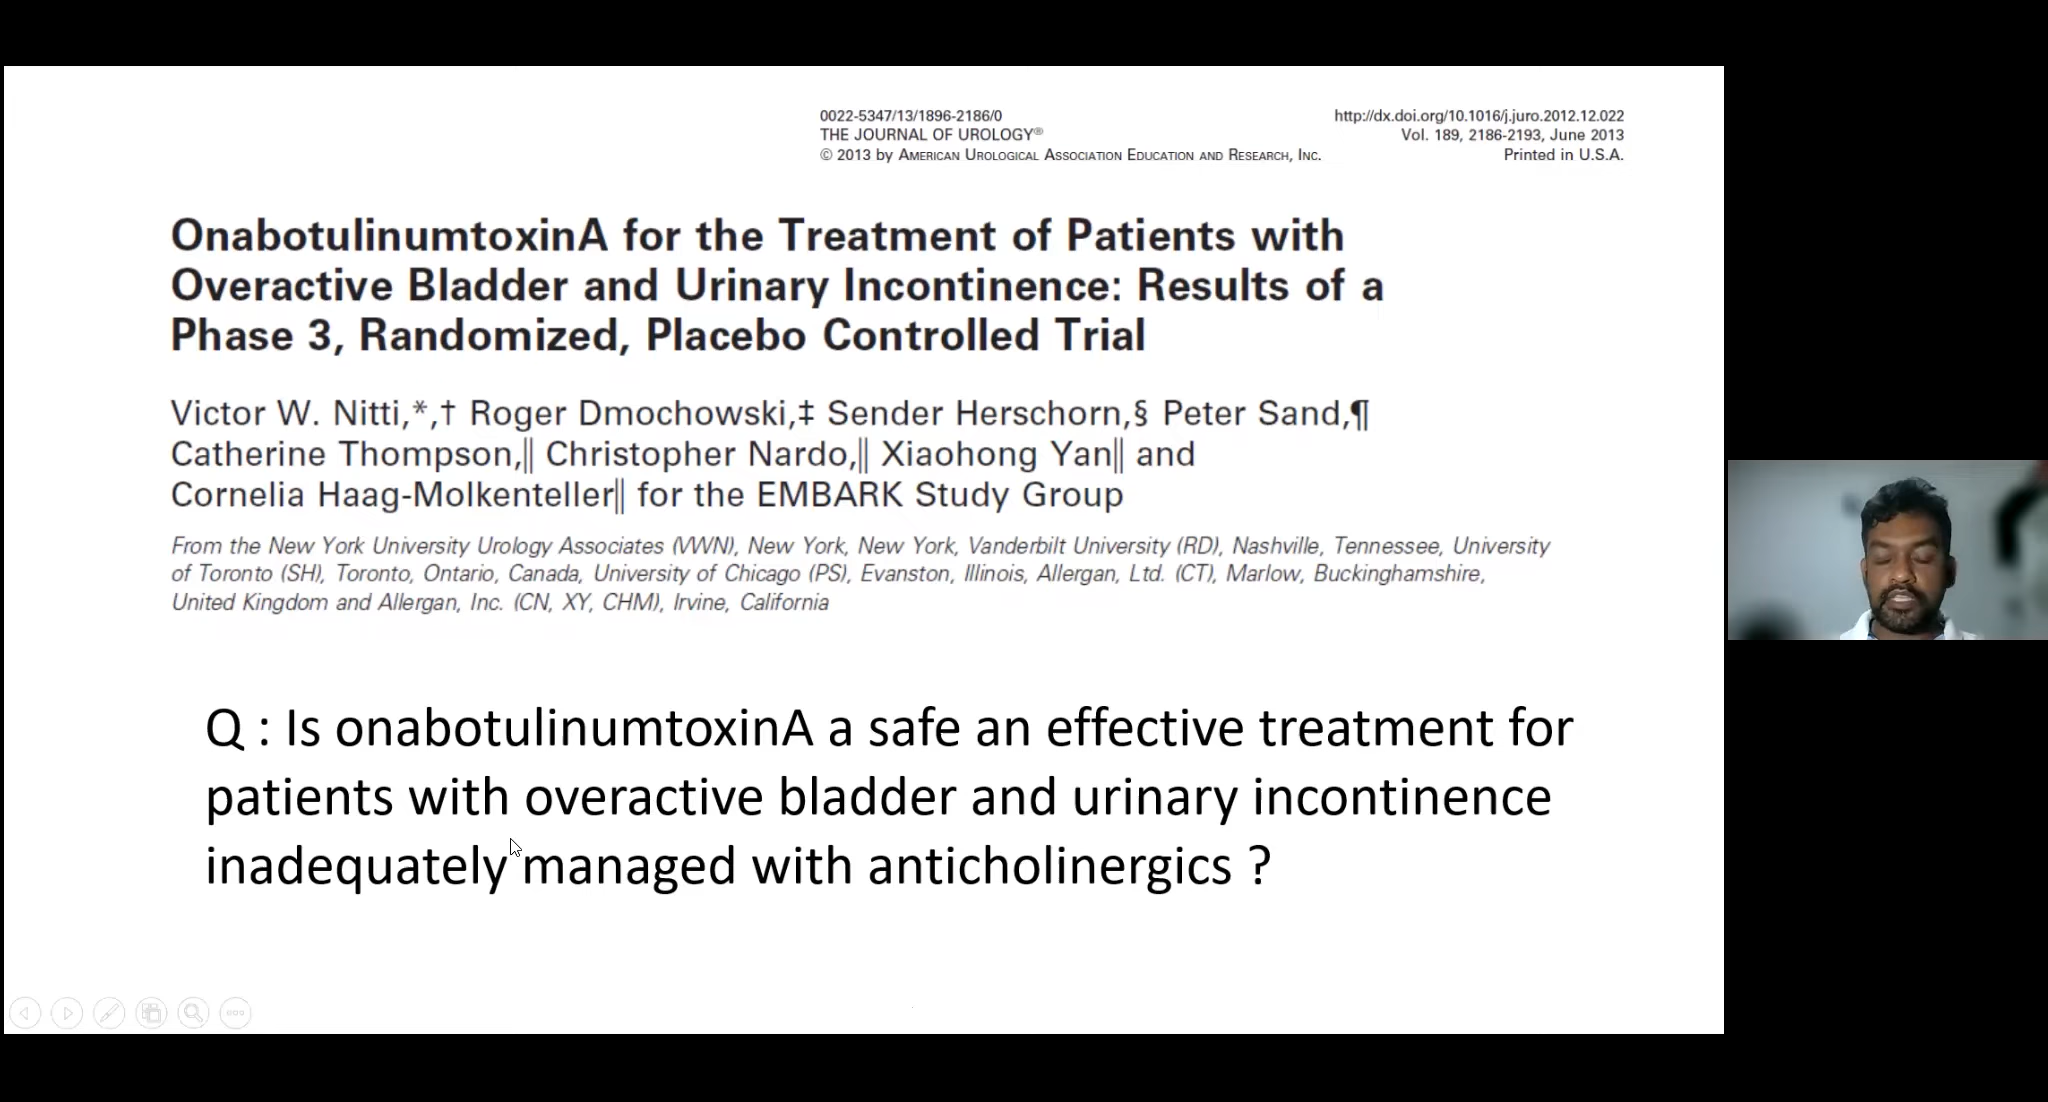 0022-5347/13/1896-2186/0
THE JOURNAL OF UROLOGY®
© 2013 by AMERICAN UROLOGICAL ASSOCIATION EDUCATION AND RESEARCH, INC.
http://dx.doi.org/10.1016/j.juro.2012.12.022
Vol. 189, 2186-2193, June 2013
Printed in U.S.A.
OnabotulinumtoxinA for the Treatment of Patients with
Overactive Bladder and Urinary Incontinence: Results of a
Phase 3, Randomized, Placebo Controlled Trial
Victor W. Nitti,*,† Roger Dmochowski,‡ Sender Herschorn,§ Peter Sand,¶
Catherine Thompson,‖ Christopher Nardo,‖ Xiaohong Yan‖ and
Cornelia Haag-Molkenteller‖ for the EMBARK Study Group
From the New York University Urology Associates (VWN), New York, New York, Vanderbilt University (RD), Nashville, Tennessee, University
of Toronto (SH), Toronto, Ontario, Canada, University of Chicago (PS), Evanston, Illinois, Allergan, Ltd. (CT), Marlow, Buckinghamshire,
United Kingdom and Allergan, Inc. (CN, XY, CHM), Irvine, California
Q : Is onabotulinumtoxinA a safe an effective treatment for
patients with overactive bladder and urinary incontinence
inadequately managed with anticholinergics ?